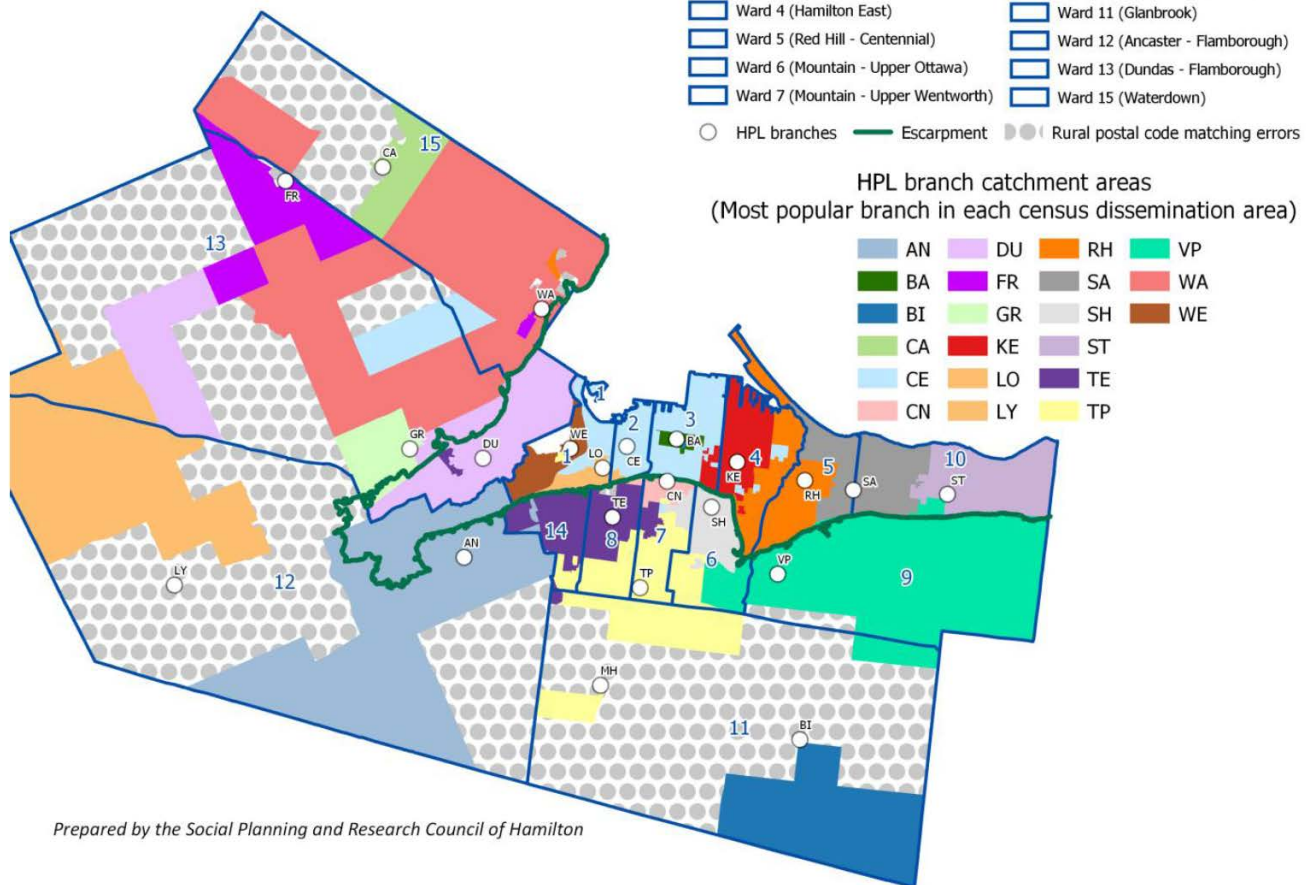 Ward 4 (Hamilton East)
Ward 5 (Red Hill - Centennial)
Ward 6 (Mountain - Upper Ottawa)
Ward 7 (Mountain - Upper Wentworth)
Ward 11 (Glanbrook)
Ward 12 (Ancaster - Flamborough)
Ward 13 (Dundas - Flamborough)
Ward 15 (Waterdown)
HPL branches
Escarpment
Rural postal code matching errors
HPL branch catchment areas
(Most popular branch in each census dissemination area)
AN
BA
BI
CA
CE
CN
DU
FR
GR
KE
LO
LY
RH
SA
SH
ST
TE
TP
VP
WA
WE
15
CA
FR
13
WA
1
GR
DU
WE
1
LO
2
CE
3
BA
CN
4
KE
5
RH
SA
10
ST
TE
14
8
7
SH
6
TP
VP
9
AN
LY
12
MH
11
BI
Prepared by the Social Planning and Research Council of Hamilton